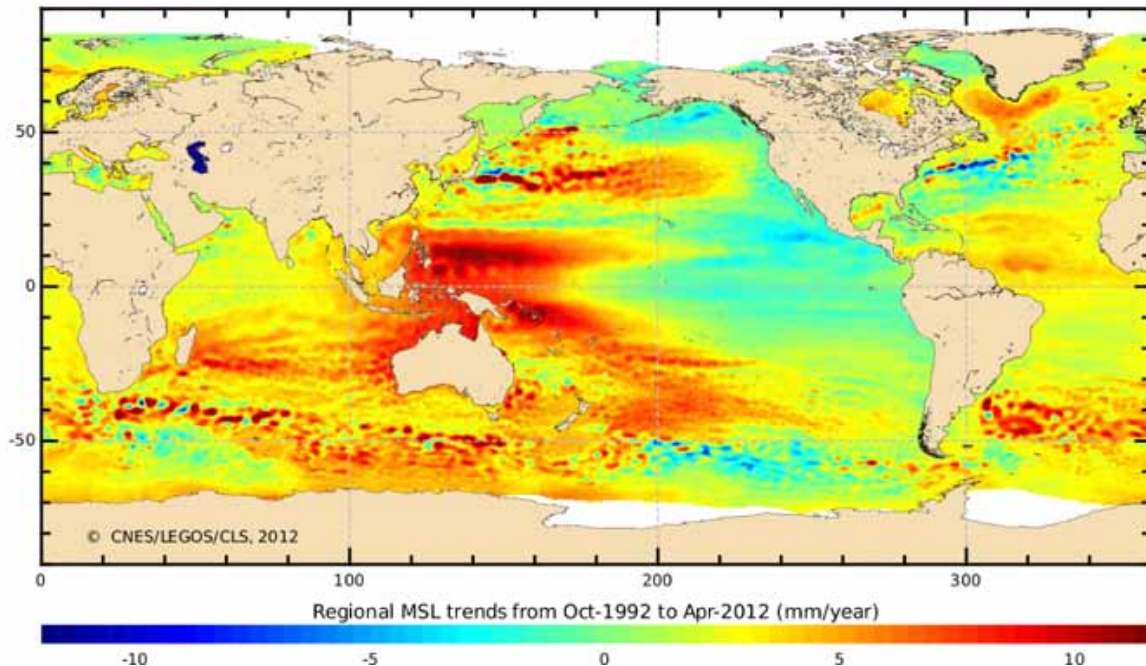 50
0
-50
© CNES/LEGOS/CLS, 2012
0 100 200 300
Regional MSL trends from Oct-1992 to Apr-2012 (mm/year)
-10 -5 0 5 10